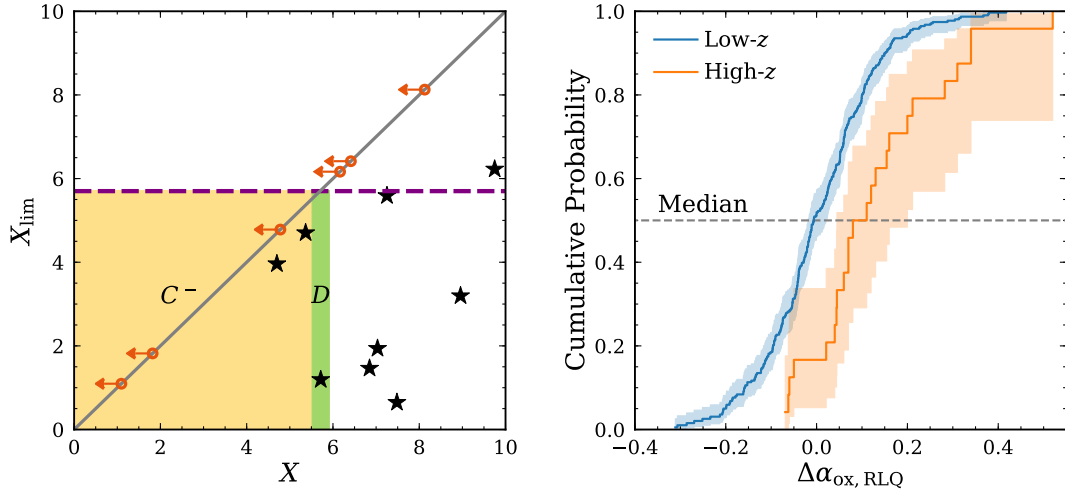 10
8
6
4
2
0
X_lim
C⁻
D
0 2 4 6 8 10
X
1.0
0.8
0.6
0.4
0.2
0.0
Cumulative Probability
Low-z
High-z
Median
−0.4 −0.2 0.0 0.2 0.4
Δα_ox, RLQ